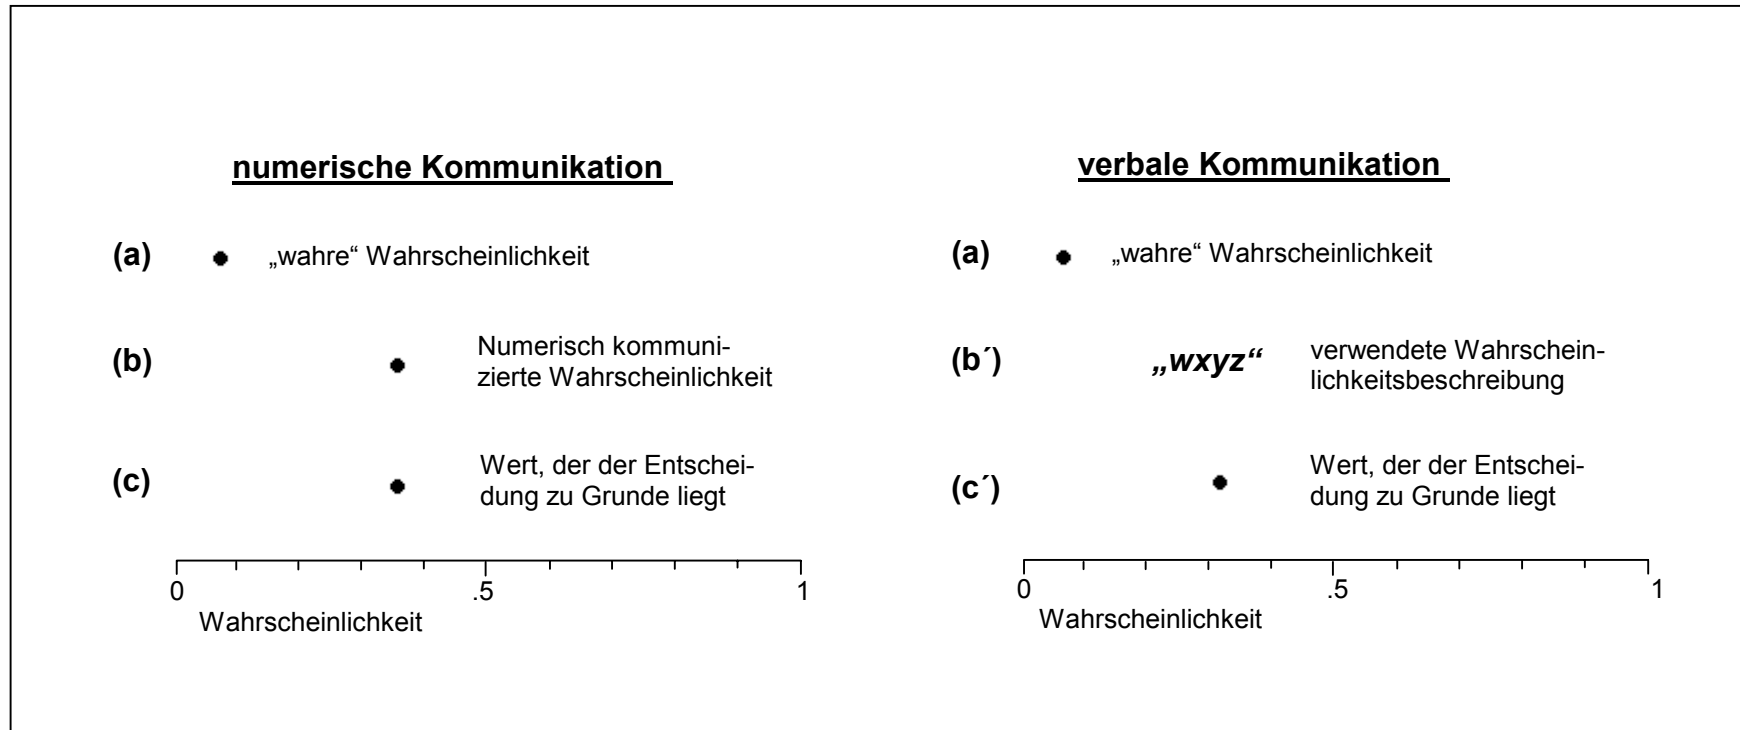 numerische Kommunikation
(a) „wahre“ Wahrscheinlichkeit
(b) Numerisch kommuni-
zierte Wahrscheinlichkeit
(c) Wert, der der Entschei-
dung zu Grunde liegt
0 .5 1
Wahrscheinlichkeit
verbale Kommunikation
(a) „wahre“ Wahrscheinlichkeit
(b´) „wxyz“ verwendete Wahrschein-
lichkeitsbeschreibung
(c´) Wert, der der Entschei-
dung zu Grunde liegt
0 .5 1
Wahrscheinlichkeit